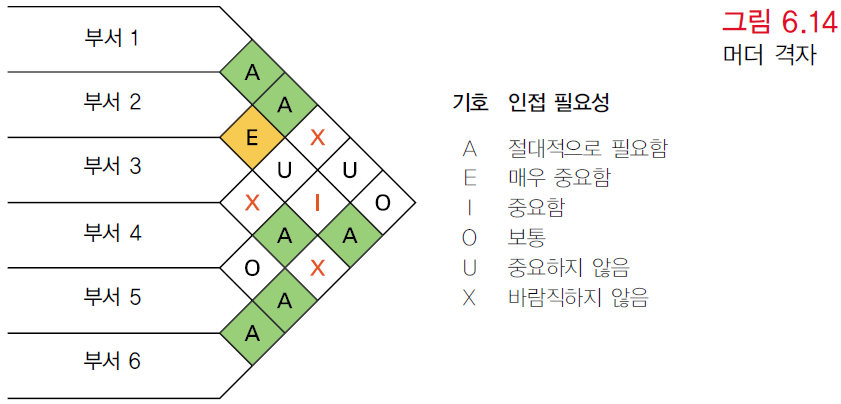 그림 6.14
머더 격자
부서 1
부서 2
부서 3
부서 4
부서 5
부서 6
A
A
E X
U U
X I O
A A
O X
A
A
기호 인접 필요성
A 절대적으로 필요함
E 매우 중요함
I 중요함
O 보통
U 중요하지 않음
X 바람직하지 않음